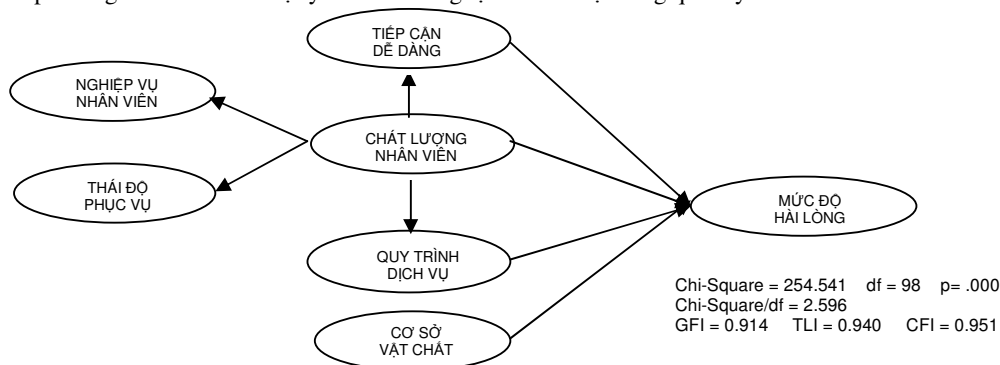 TIẾP CẬN
DỄ DÀNG
NGHIỆP VỤ
NHÂN VIÊN
CHÁT LƯỢNG
NHÂN VIÊN
THÁI ĐỘ
PHỤC VỤ
MỨC ĐỘ
HÀI LÒNG
QUY TRÌNH
DỊCH VỤ
Chi-Square = 254.541 df = 98 p= .000
Chi-Square/df = 2.596
GFI = 0.914 TLI = 0.940 CFI = 0.951
CƠ SỞ
VẬT CHẤT